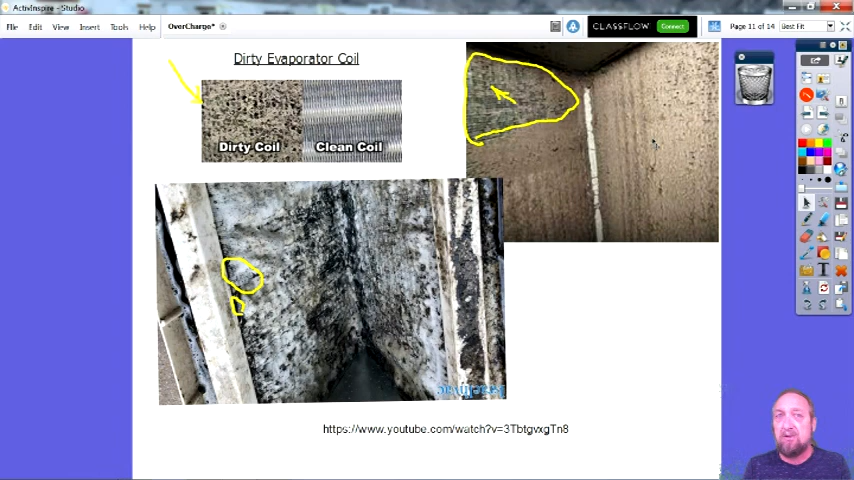 ActivInspire - Studio
File Edit View Insert Tools Help
OverCharge*
CLASSFLOW Connect
Page 11 of 14
Best Fit
Dirty Evaporator Coil
Dirty Coil
Clean Coil
https://www.youtube.com/watch?v=3TbtgvxgTn8